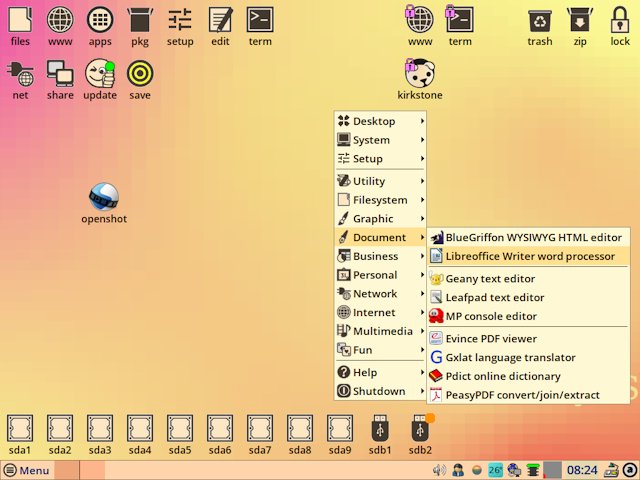 files www apps pkg setup edit term www term trash zip lock
net share update save kirkstone
openshot
Desktop
System
Setup
Utility
Filesystem
Graphic
Document
Business
Personal
Network
Internet
Multimedia
Fun
Help
Shutdown
BlueGriffon WYSIWYG HTML editor
Libreoffice Writer word processor
Geany text editor
Leafpad text editor
MP console editor
Evince PDF viewer
Gxlat language translator
Pdict online dictionary
PeasyPDF convert/join/extract
sda1 sda2 sda3 sda4 sda5 sda6 sda7 sda8 sda9 sdb1 sdb2
Menu 26° 08:24